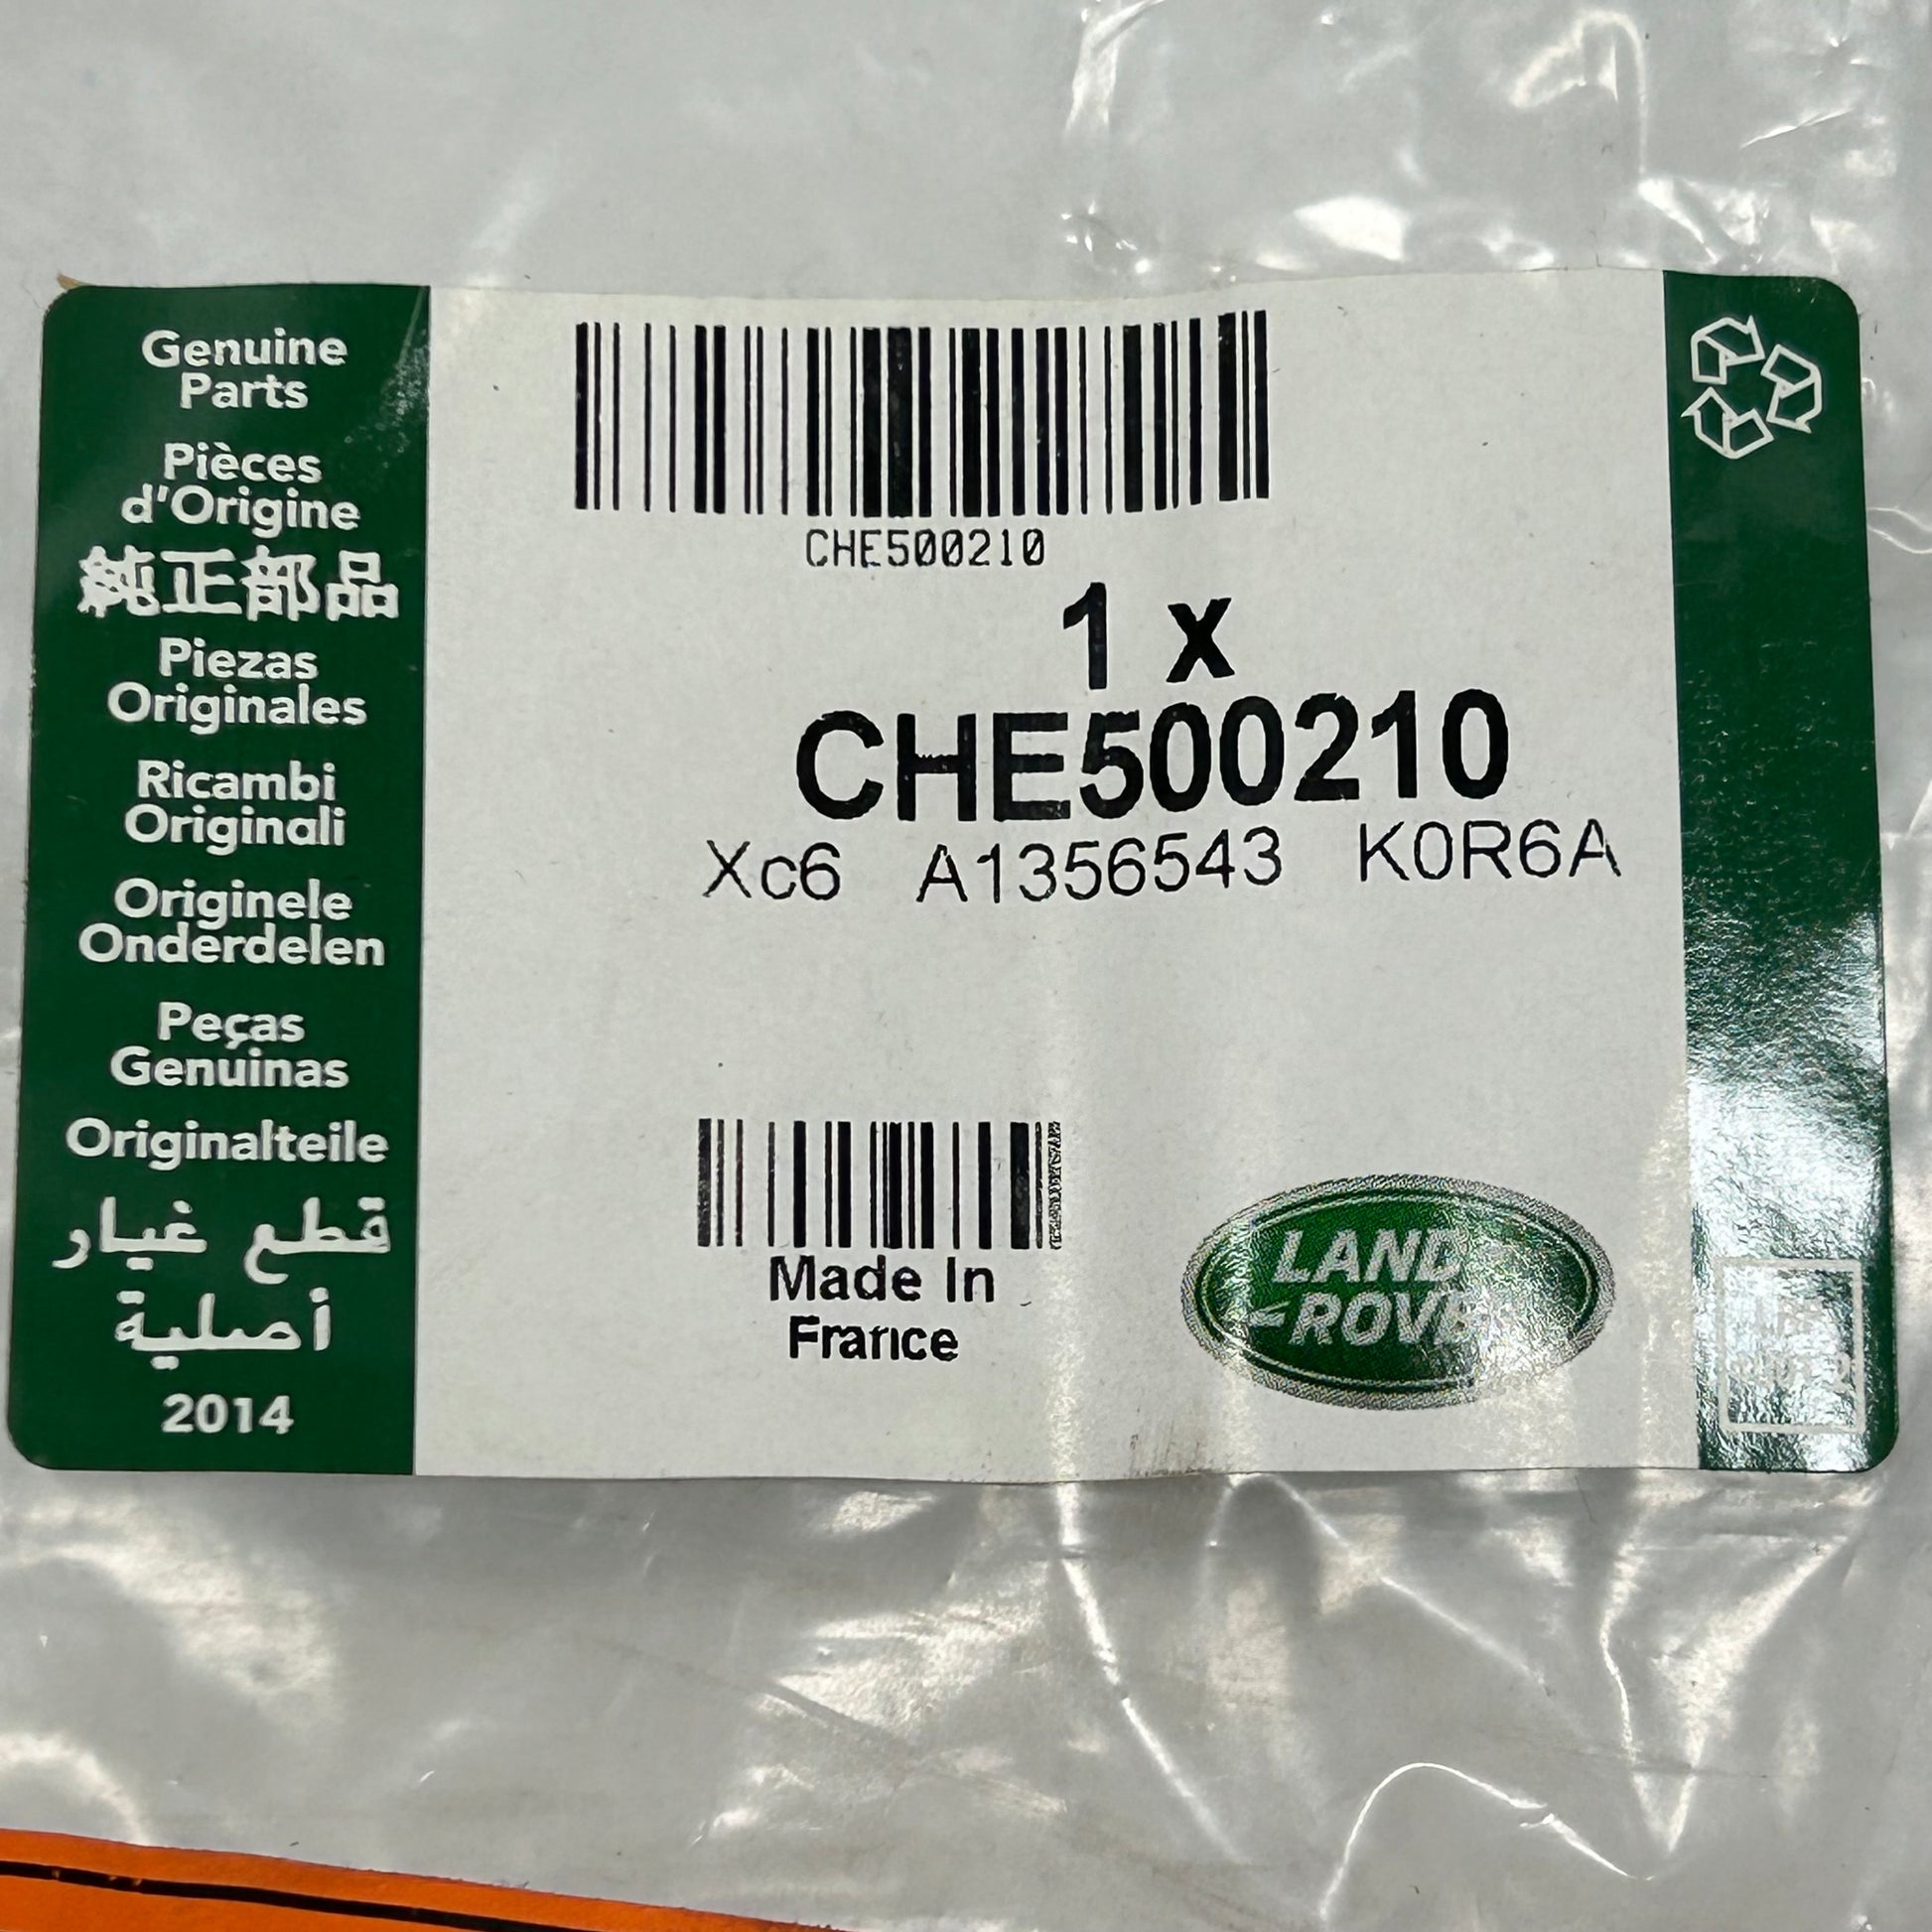 Genuine
Parts
Pièces
d'Origine
純正部品
Piezas
Originales
Ricambi
Originali
Originele
Onderdelen
Peças
Genuinas
Originalteile
قطع غيار
أصلية
2014
CHE500210
1 x
CHE500210
Xc6 A1356543 K0R6A
Made In
France
LAND
ROVER